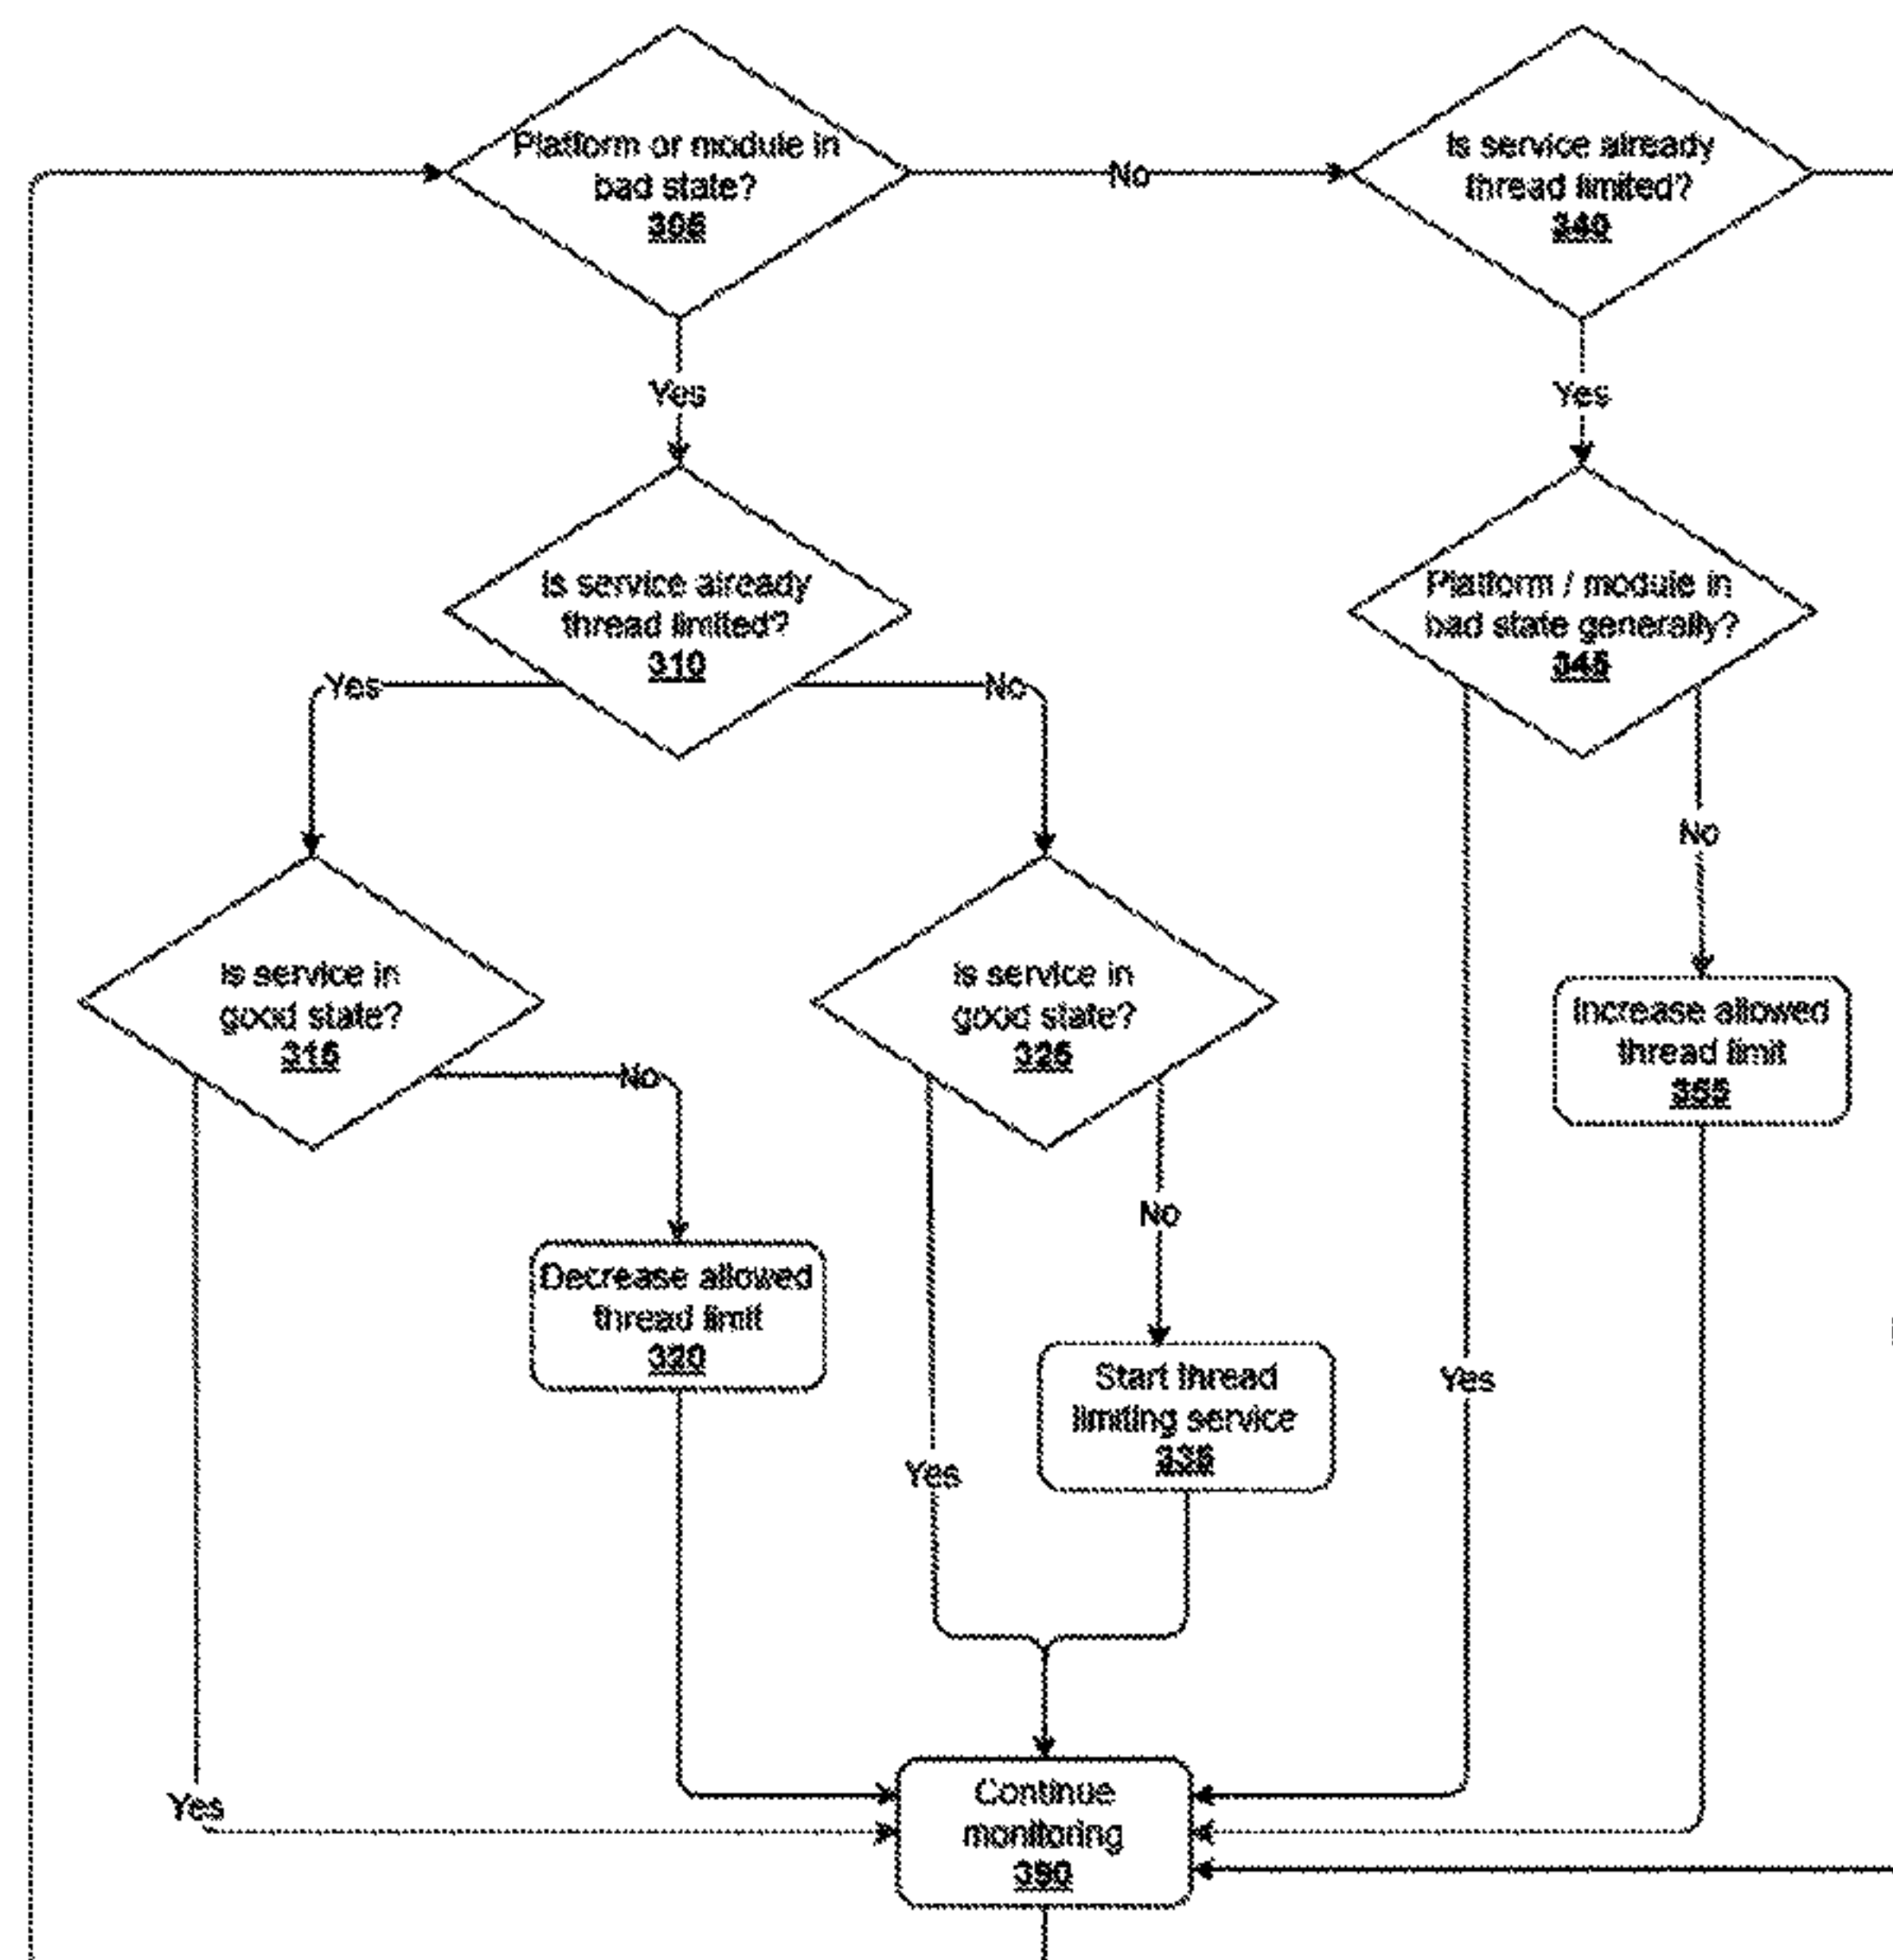 Platform or module in
bad state?
305
No
Is service already
thread limited?
340
Yes
Yes
Is service already
thread limited?
310
Platform / module in
bad state generally?
345
Yes
No
No
Is service in
good state?
315
Is service in
good state?
325
Increase allowed
thread limit
355
No
No
Decrease allowed
thread limit
320
Start thread
limiting service
335
Yes
Yes
Yes
Continue
monitoring
390